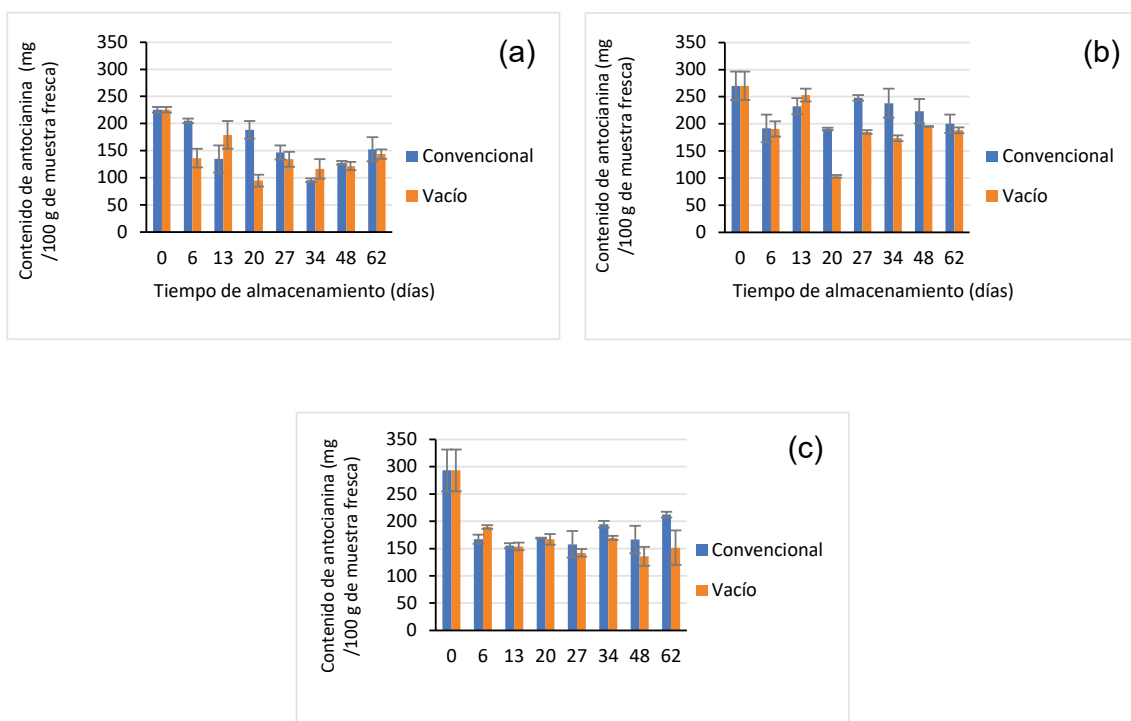 (a)
Contenido de antocianina (mg
/100 g de muestra fresca)
350
300
250
200
150
100
50
0
0 6 13 20 27 34 48 62
Tiempo de almacenamiento (días)
Convencional
Vacío
(b)
Contenido de antocianina (mg
/100 g de muestra fresca)
350
300
250
200
150
100
50
0
0 6 13 20 27 34 48 62
Tiempo de almacenamiento (días)
Convencional
Vacío
(c)
Contenido de antocianina (mg
/100 g de muestra fresca)
350
300
250
200
150
100
50
0
0 6 13 20 27 34 48 62
Convencional
Vacío